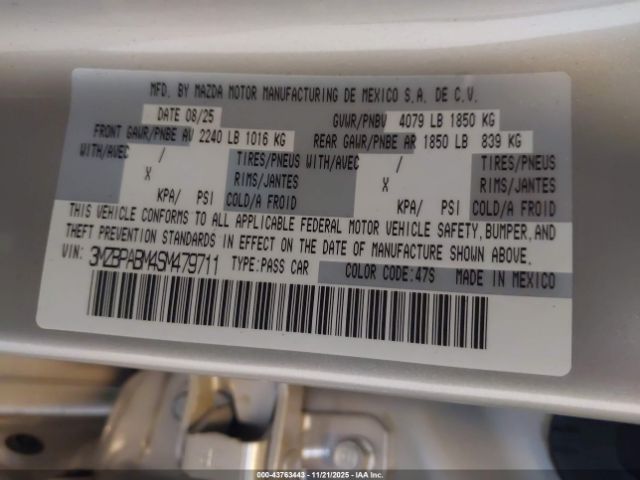 MFD. BY MAZDA MOTOR MANUFACTURING DE MEXICO S.A. DE C.V.
DATE 08/25 GVWR/PNBV 4079 LB 1850 KG
FRONT GAWR/PNBE AV 2240 LB 1016 KG REAR GAWR/PNBE AR 1850 LB 839 KG
WITH/AVEC / TIRES/PNEUS WITH/AVEC / TIRES/PNEUS
X RIMS/JANTES X RIMS/JANTES
KPA/ PSI COLD/A FROID KPA/ PSI COLD/A FROID
THIS VEHICLE CONFORMS TO ALL APPLICABLE FEDERAL MOTOR VEHICLE SAFETY, BUMPER, AND
THEFT PREVENTION STANDARDS IN EFFECT ON THE DATE OF MANUFACTURE SHOWN ABOVE.
VIN: 3MZBPABM4SM479711 TYPE:PASS CAR COLOR CODE:47S MADE IN MEXICO
000-43763443 - 11/21/2025 - IAAI.COM